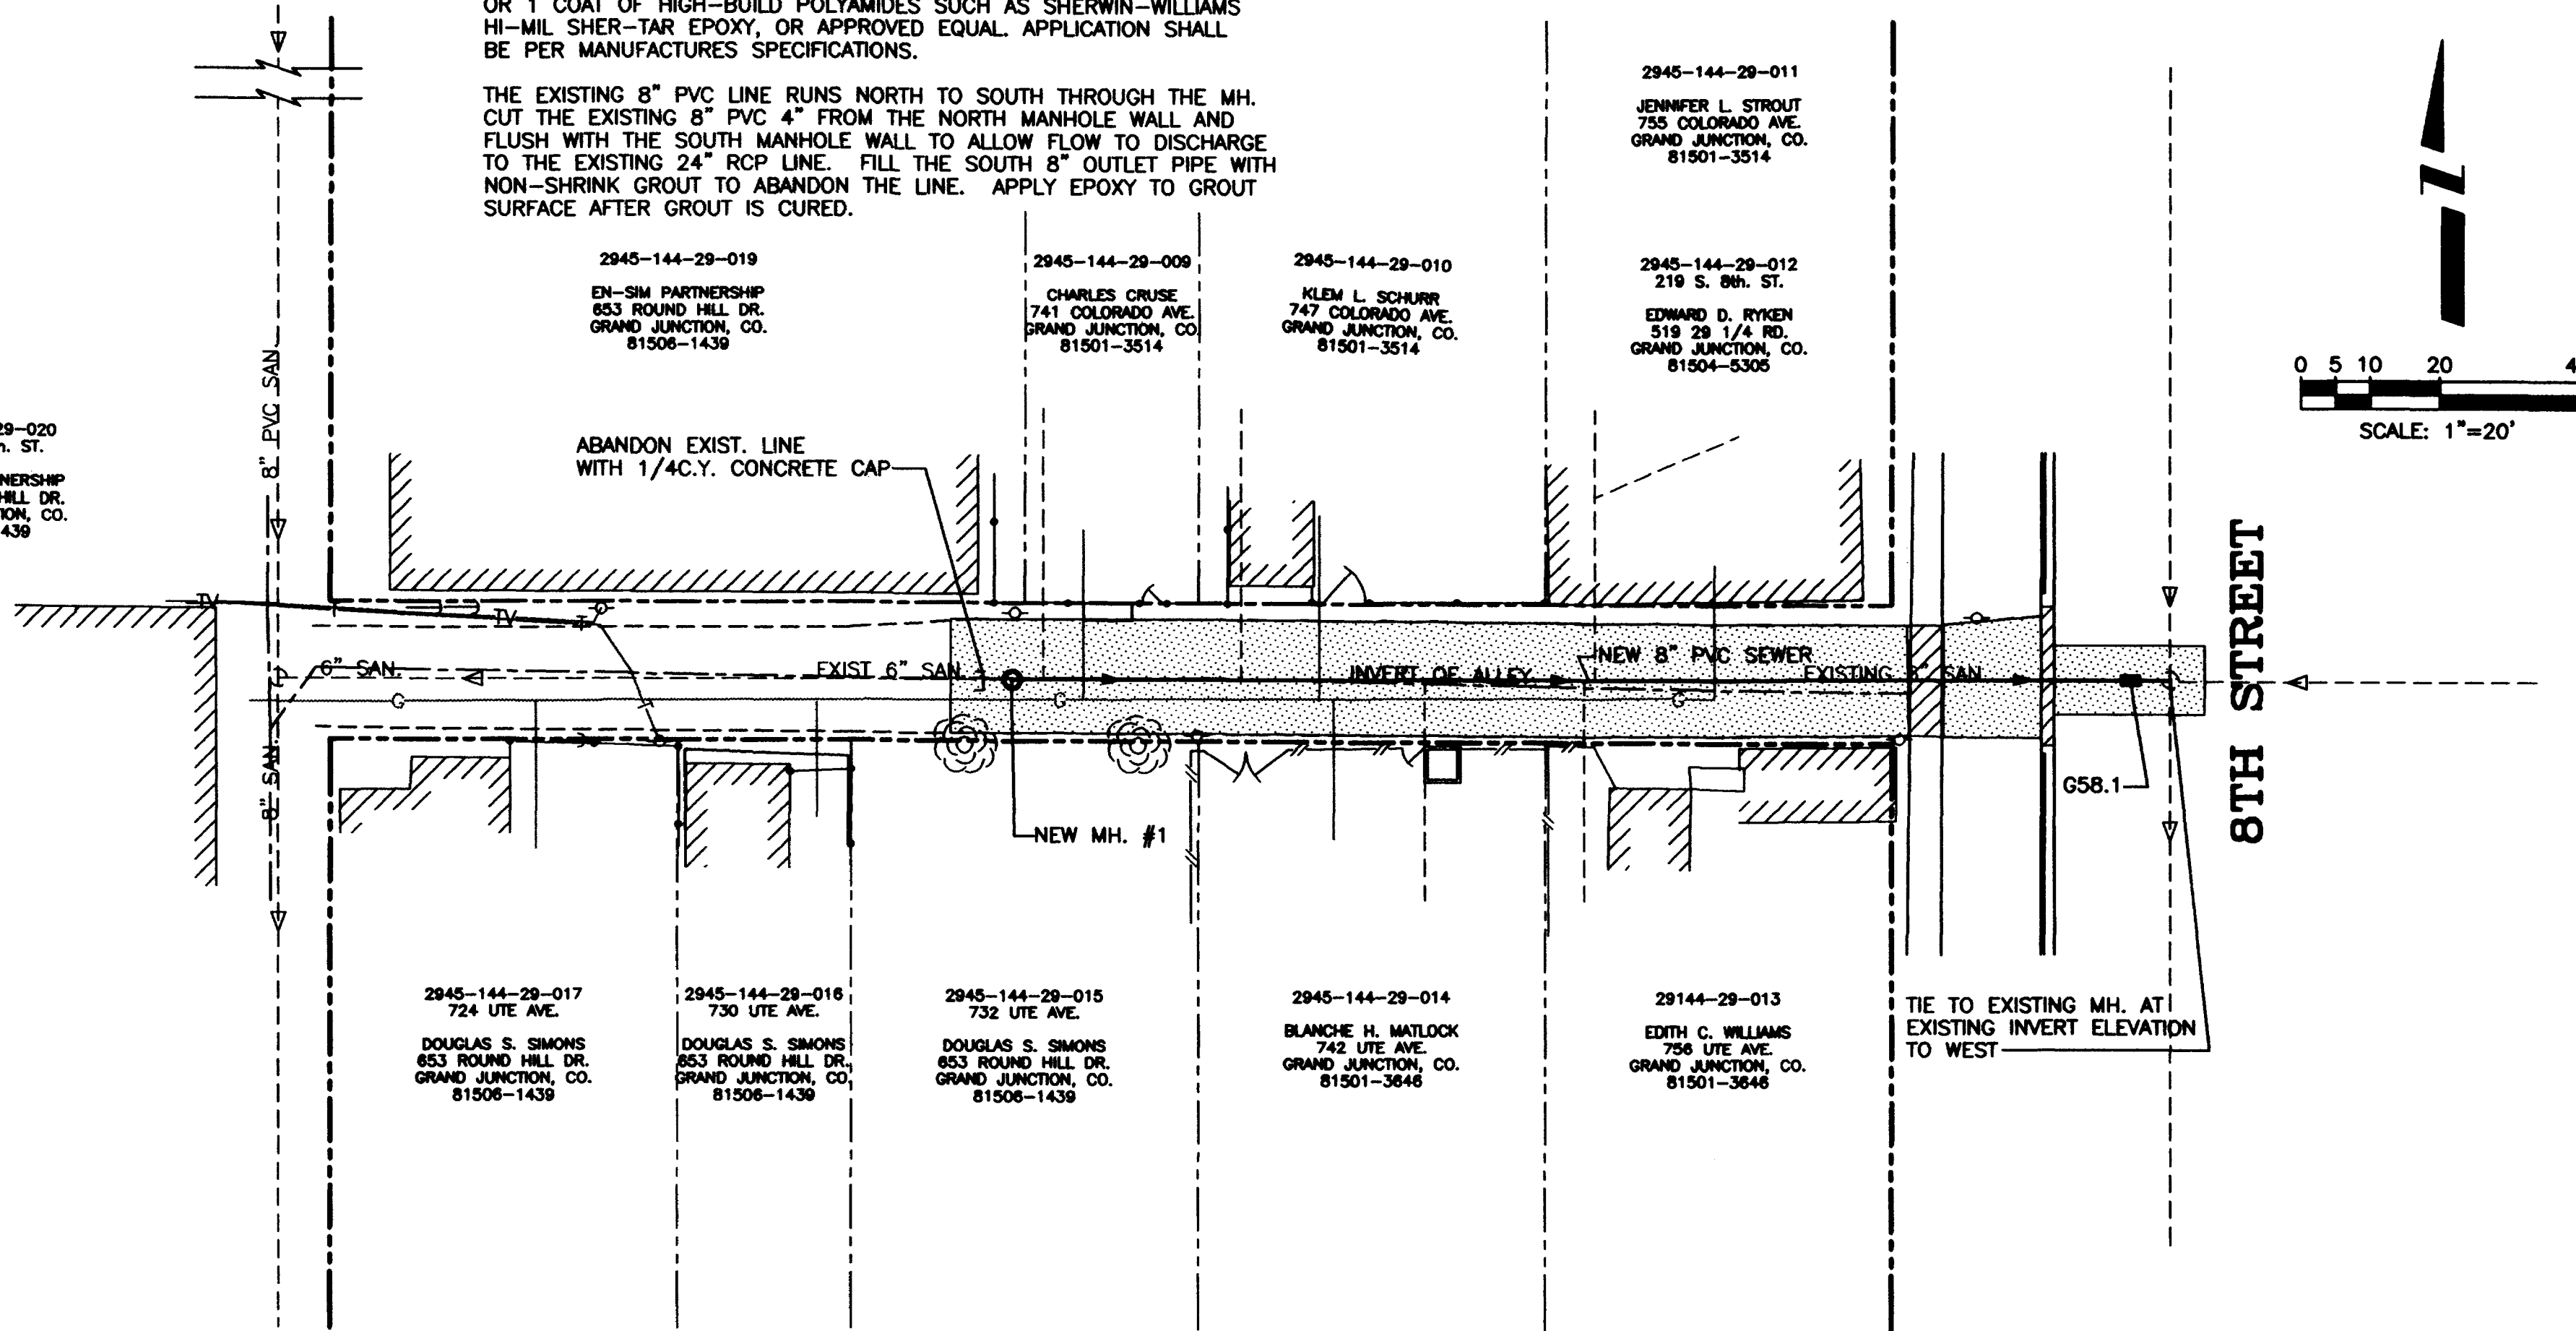 OR 1 COAT OF HIGH-BUILD POLYAMIDES SUCH AS SHERWIN-WILLIAMS
HI-MIL SHER-TAR EPOXY, OR APPROVED EQUAL. APPLICATION SHALL
BE PER MANUFACTURES SPECIFICATIONS.
THE EXISTING 8" PVC LINE RUNS NORTH TO SOUTH THROUGH THE MH.
CUT THE EXISTING 8" PVC 4" FROM THE NORTH MANHOLE WALL AND
FLUSH WITH THE SOUTH MANHOLE WALL TO ALLOW FLOW TO DISCHARGE
TO THE EXISTING 24" RCP LINE. FILL THE SOUTH 8" OUTLET PIPE WITH
NON-SHRINK GROUT TO ABANDON THE LINE. APPLY EPOXY TO GROUT
SURFACE AFTER GROUT IS CURED.
2945-144-29-011
JENNIFER L. STROUT
755 COLORADO AVE.
GRAND JUNCTION, CO.
81501-3514
2945-144-29-019
EN-SIM PARTNERSHIP
653 ROUND HILL DR.
GRAND JUNCTION, CO.
81506-1439
2945-144-29-009
CHARLES CRUSE
741 COLORADO AVE.
GRAND JUNCTION, CO
81501-3514
2945-144-29-010
KLEM L. SCHURR
747 COLORADO AVE.
GRAND JUNCTION, CO.
81501-3514
2945-144-29-012
219 S. 8th. ST.
EDWARD D. RYKEN
519 29 1/4 RD.
GRAND JUNCTION, CO.
81504-5305
0 5 10 20 4
SCALE: 1"=20'
29-020
h. ST.
NERSHIP
HILL DR.
ION, CO.
439
8" PVC SAN
ABANDON EXIST. LINE
WITH 1/4C.Y. CONCRETE CAP
TV
TV
6" SAN.
EXIST 6" SAN.
INVERT OF ALLEY
NEW 8" PVC SEWER
EXISTING 8" SAN
G
G
G
8" SAN.
8TH STREET
G58.1
NEW MH. #1
2945-144-29-017
724 UTE AVE.
DOUGLAS S. SIMONS
653 ROUND HILL DR.
GRAND JUNCTION, CO.
81506-1439
2945-144-29-016
730 UTE AVE.
DOUGLAS S. SIMONS
653 ROUND HILL DR.
GRAND JUNCTION, CO.
81506-1439
2945-144-29-015
732 UTE AVE.
DOUGLAS S. SIMONS
653 ROUND HILL DR.
GRAND JUNCTION, CO.
81506-1439
2945-144-29-014
BLANCHE H. MATLOCK
742 UTE AVE.
GRAND JUNCTION, CO.
81501-3646
29144-29-013
EDITH C. WILLIAMS
756 UTE AVE.
GRAND JUNCTION, CO.
81501-3646
TIE TO EXISTING MH. AT
EXISTING INVERT ELEVATION
TO WEST